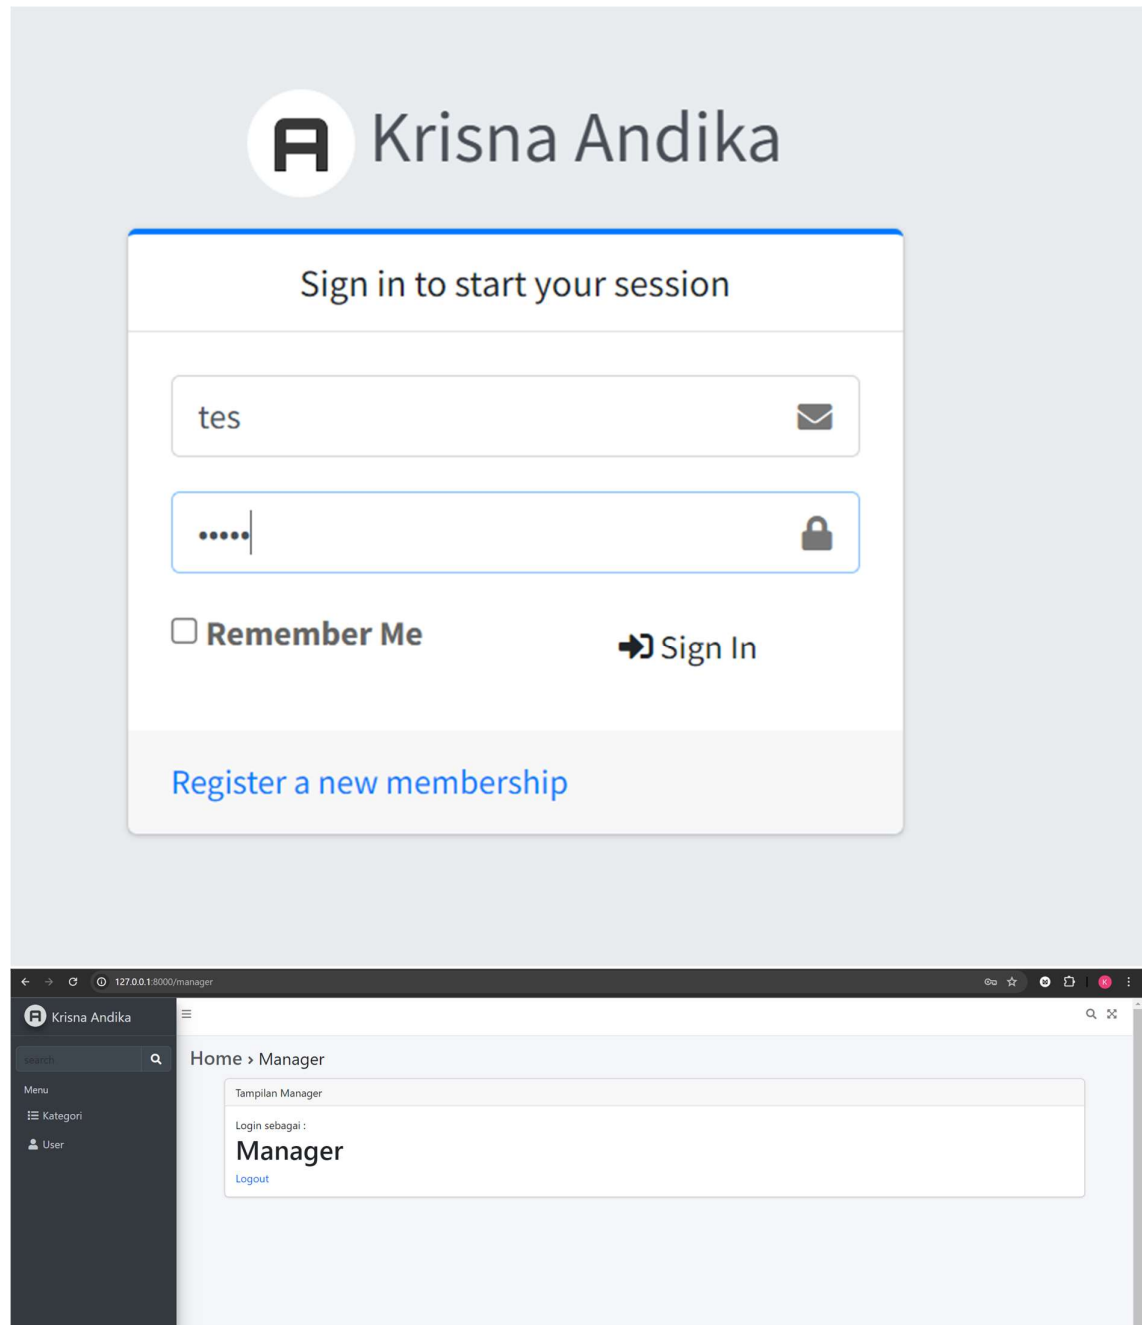 Krisna Andika
Sign in to start your session
tes
•••••
Remember Me
Sign In
Register a new membership
127.0.0.1:8000/manager
K
Krisna Andika
search
Home › Manager
Menu
Tampilan Manager
Kategori
Login sebagai :
User
Manager
Logout